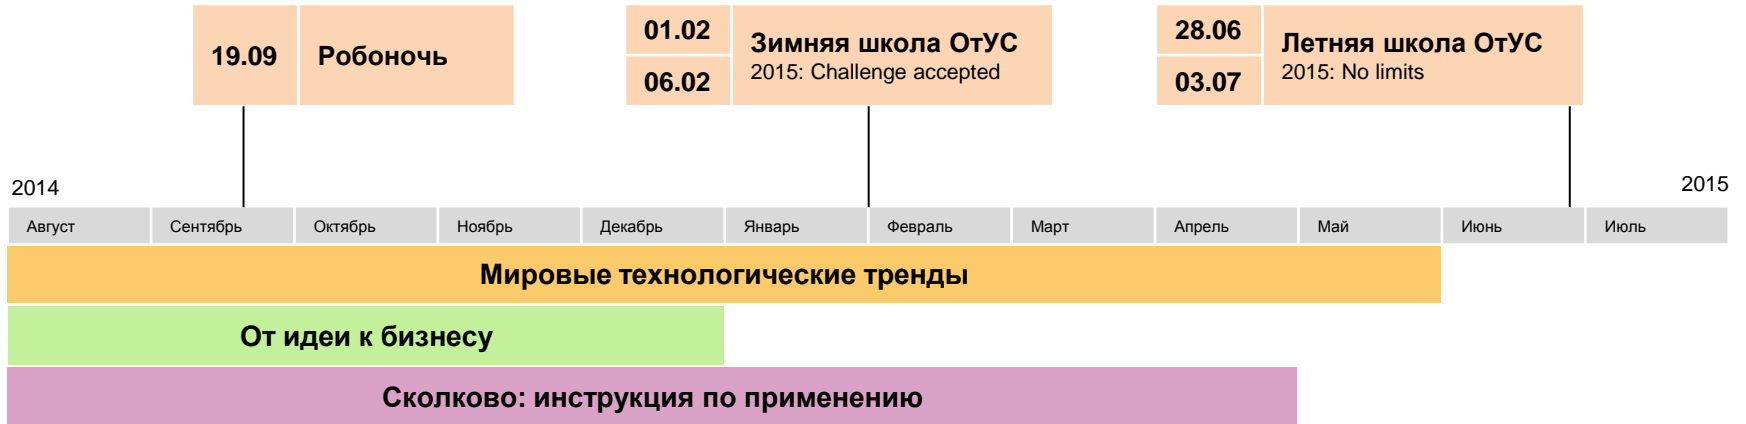 19.09
Робоночь
01.02
06.02
Зимняя школа ОтУС
2015: Challenge accepted
28.06
03.07
Летняя школа ОтУС
2015: No limits
2014
2015
Август Сентябрь Октябрь Ноябрь Декабрь Январь Февраль Март Апрель Май Июнь Июль
Мировые технологические тренды
От идеи к бизнесу
Сколково: инструкция по применению